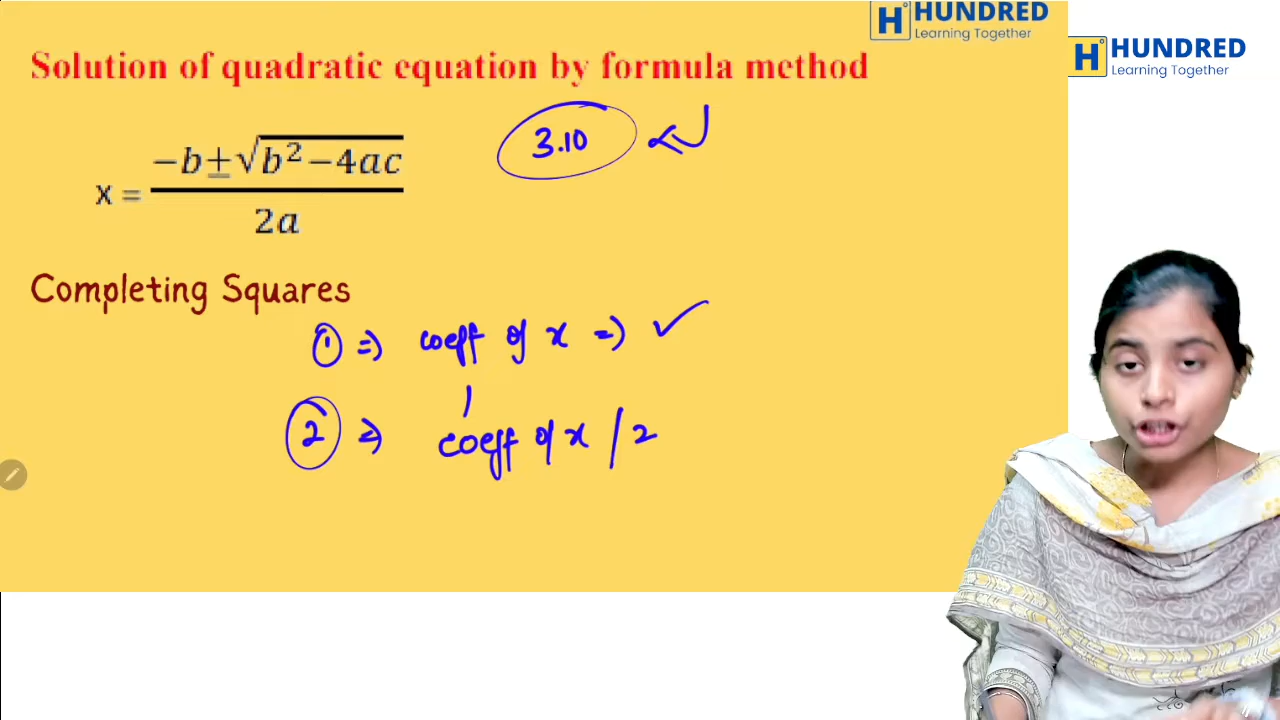 H° HUNDRED
Learning Together
H° HUNDRED
Learning Together
Solution of quadratic equation by formula method
3.10
x = −b±√b²−4ac / 2a
Completing Squares
① => coeff of x => ✓
② => coeff of x / 2